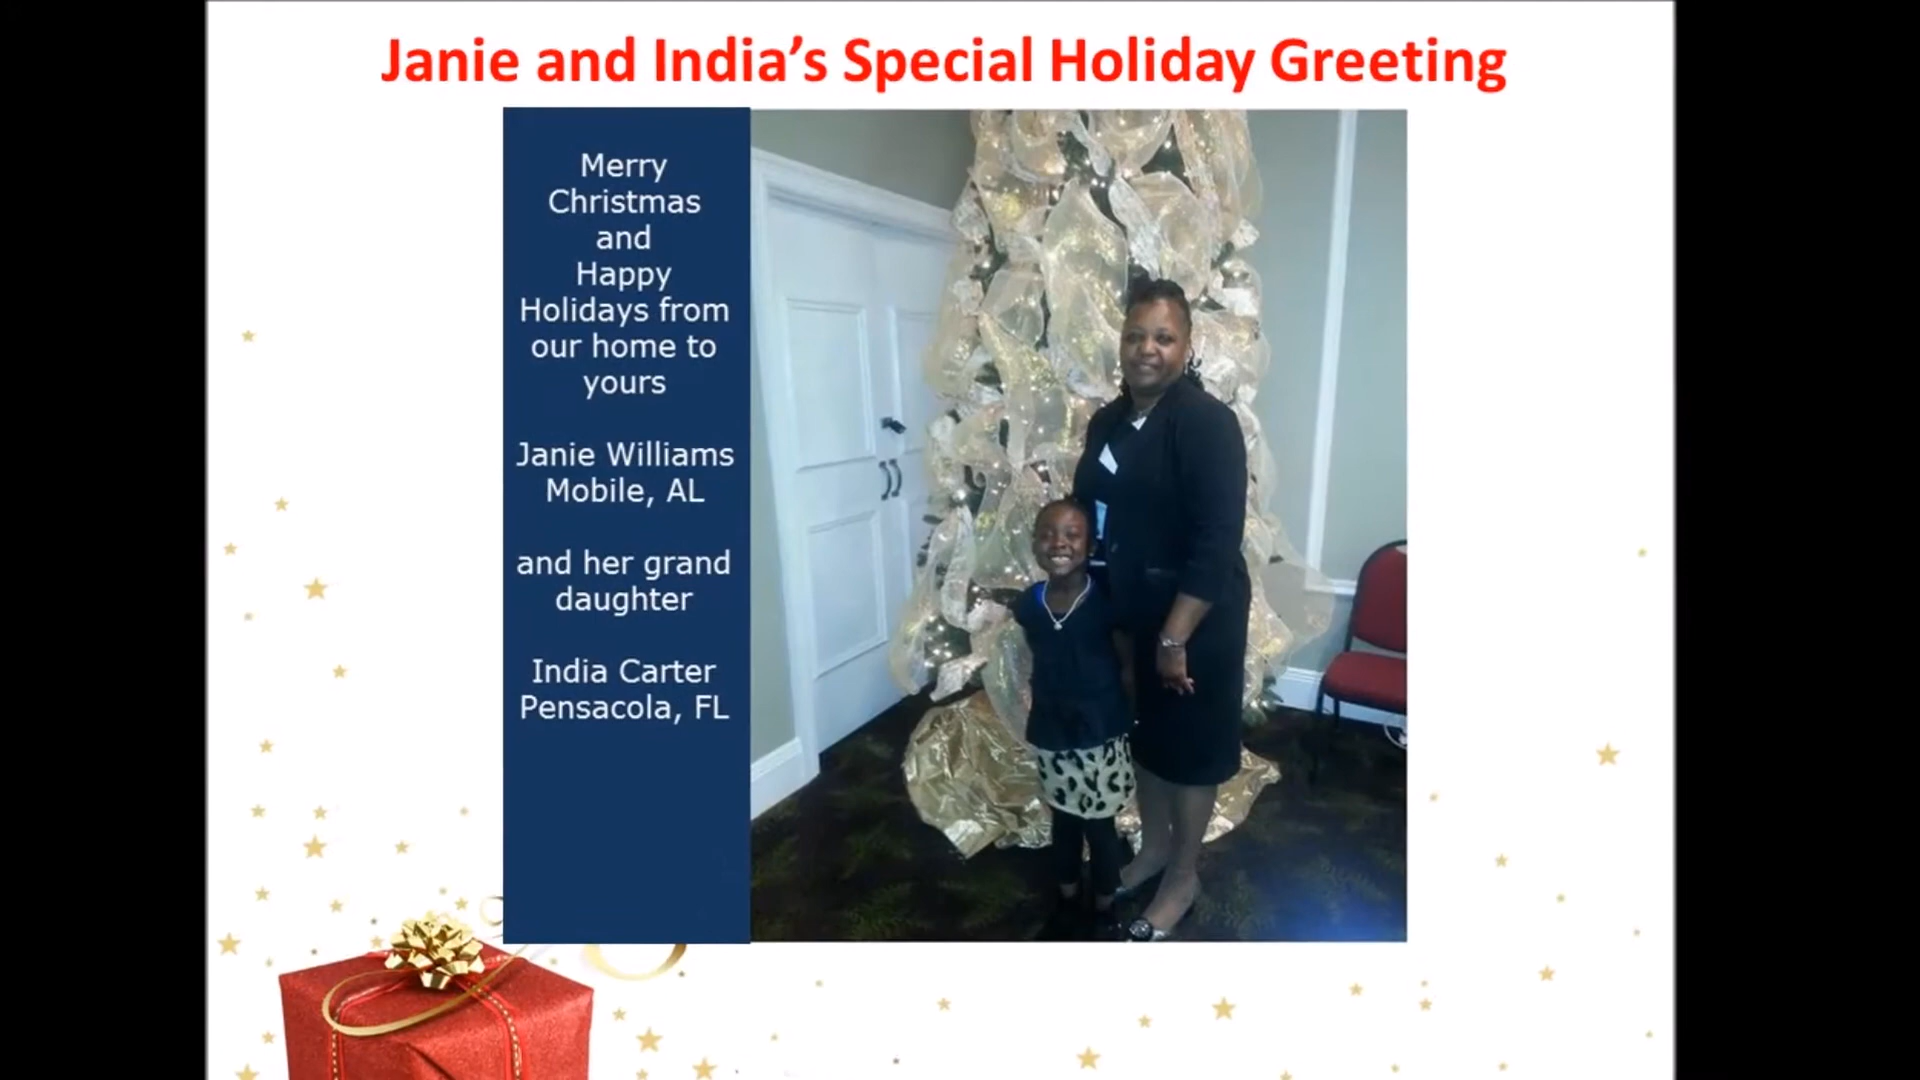 Janie and India’s Special Holiday Greeting
Merry
Christmas
and
Happy
Holidays from
our home to
yours
Janie Williams
Mobile, AL
and her grand
daughter
India Carter
Pensacola, FL